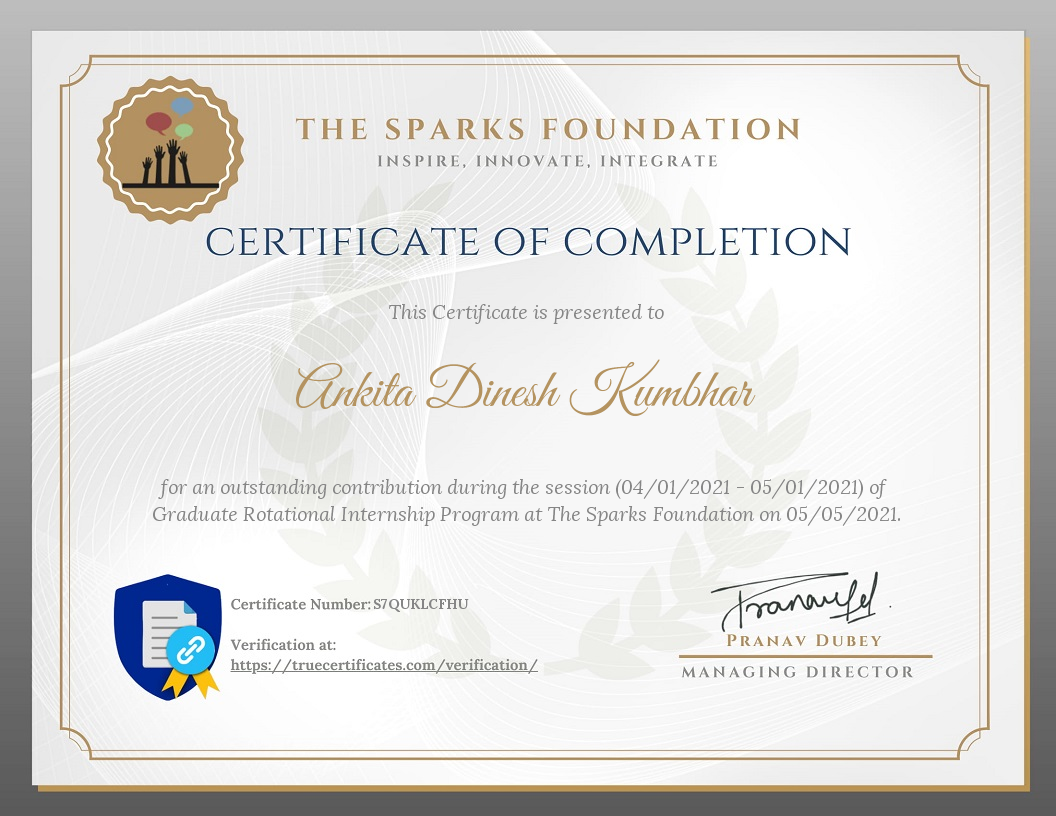 THE SPARKS FOUNDATION
INSPIRE, INNOVATE, INTEGRATE
CERTIFICATE OF COMPLETION
This Certificate is presented to
Ankita Dinesh Kumbhar
for an outstanding contribution during the session (04/01/2021 - 05/01/2021) of
Graduate Rotational Internship Program at The Sparks Foundation on 05/05/2021.
Certificate Number: S7QUKLCFHU
Verification at:
https://truecertificates.com/verification/
PRANAV DUBEY
MANAGING DIRECTOR